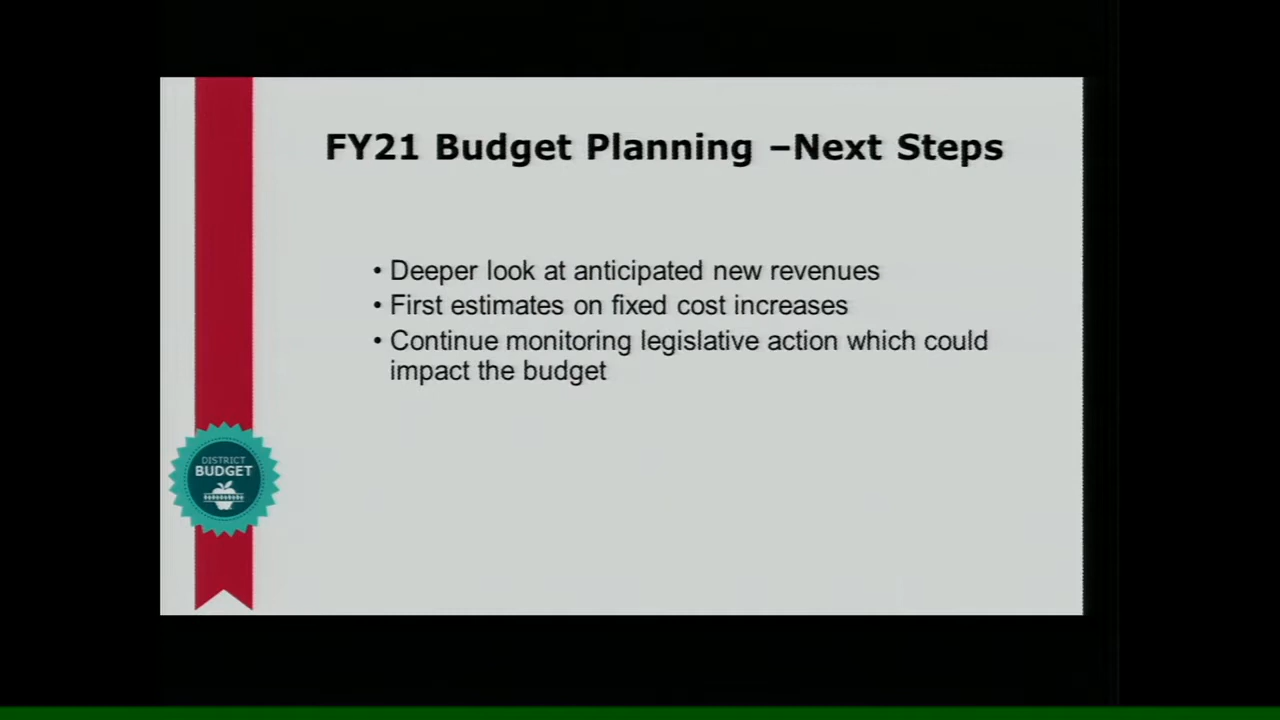 FY21 Budget Planning –Next Steps
• Deeper look at anticipated new revenues
• First estimates on fixed cost increases
• Continue monitoring legislative action which could
impact the budget
DISTRICT
BUDGET